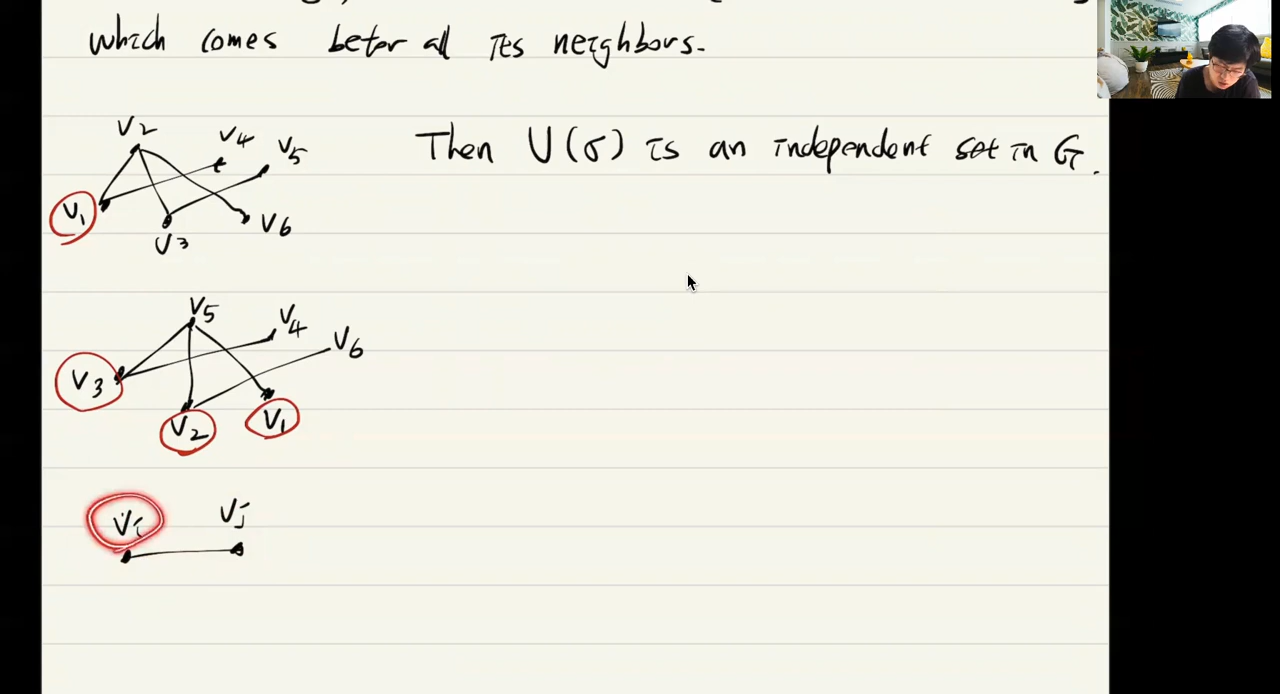 which comes befor all its neighbors.
Then U(σ) is an independent set in G.
V2
V4
V5
V1
V3
V6
V5
V4
V6
V3
V2
V1
Vi
Vj